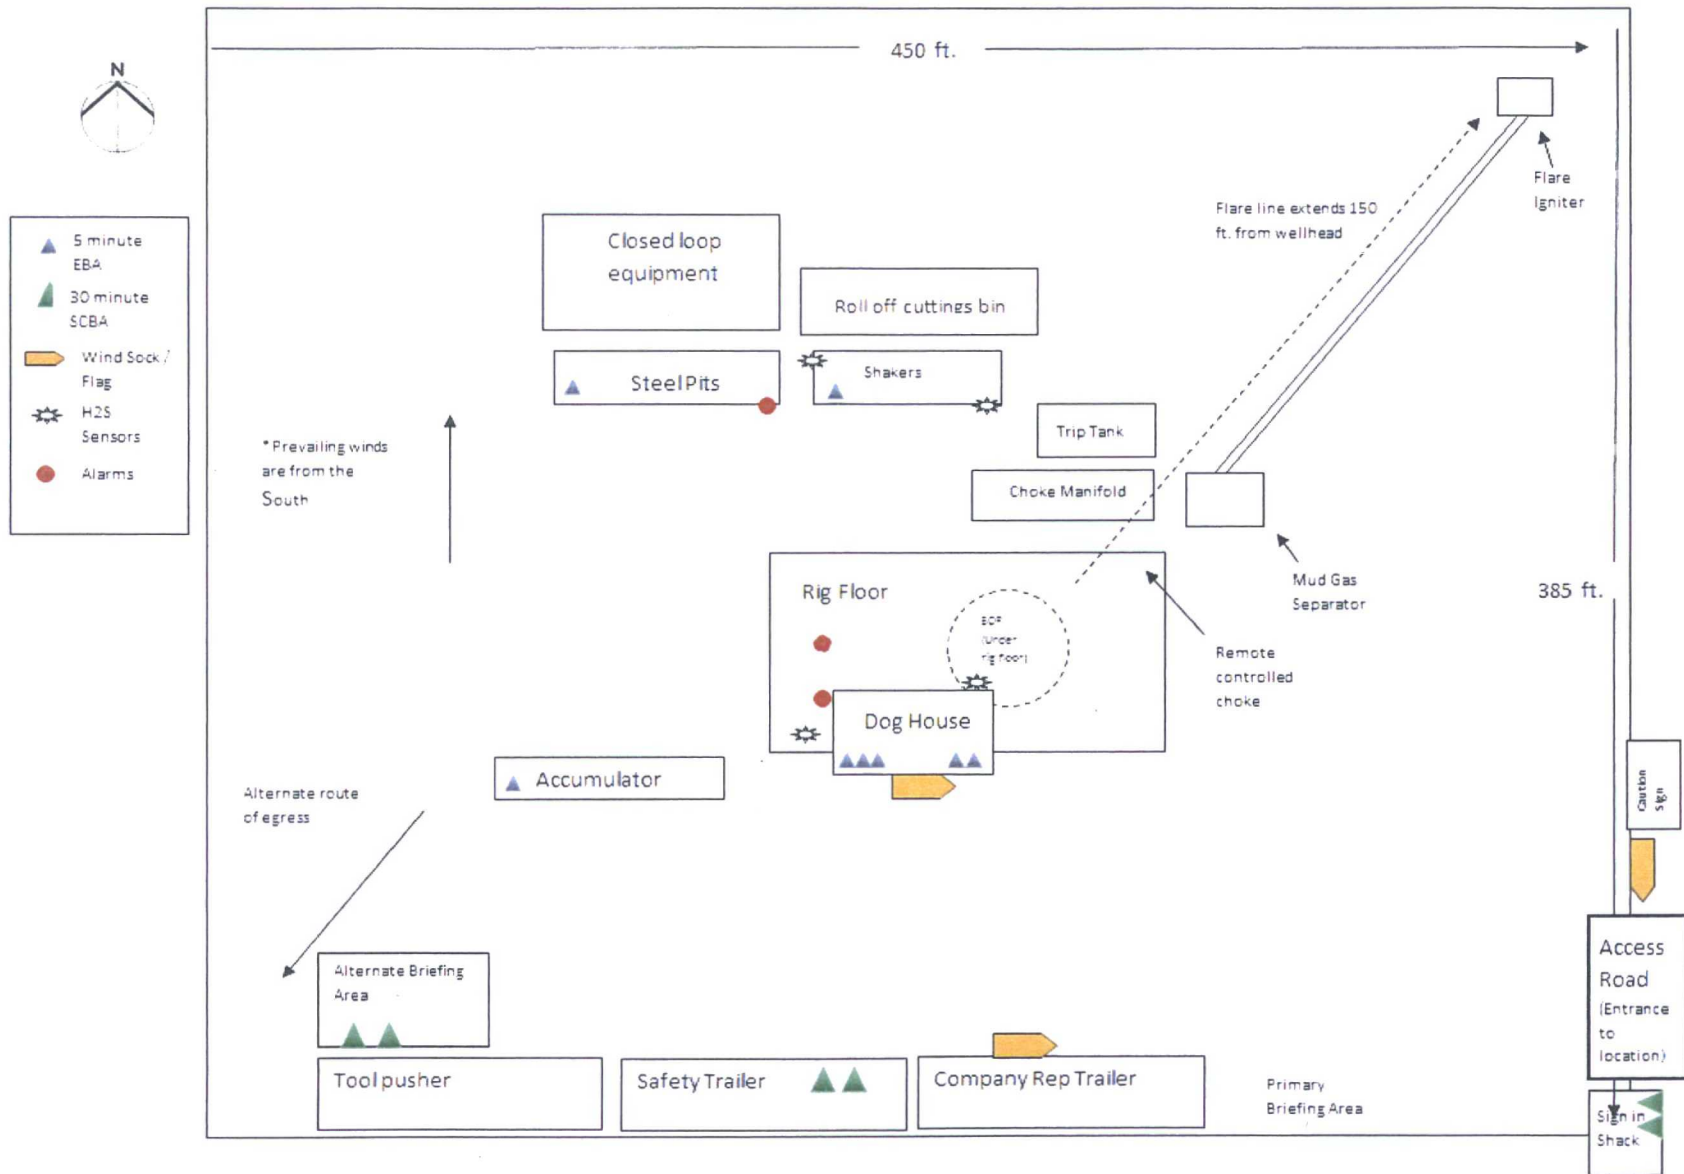 450 ft.
N
5 minute
EBA
30 minute
SCBA
Wind Sock /
Flag
H2S
Sensors
Alarms
Flare
Igniter
Flare line extends 150
ft. from wellhead
Closed loop
equipment
Roll off cuttings bin
Steel Pits
Shakers
Trip Tank
Choke Manifold
* Prevailing winds
are from the
South
Mud Gas
Separator
385 ft.
Rig Floor
(Under
rig floor)
Remote
controlled
choke
Dog House
Accumulator
Alternate route
of egress
Caution
Sign
Access
Road
(Entrance
to
location)
Alternate Briefing
Area
Tool pusher
Safety Trailer
Company Rep Trailer
Primary
Briefing Area
Sign in
Shack